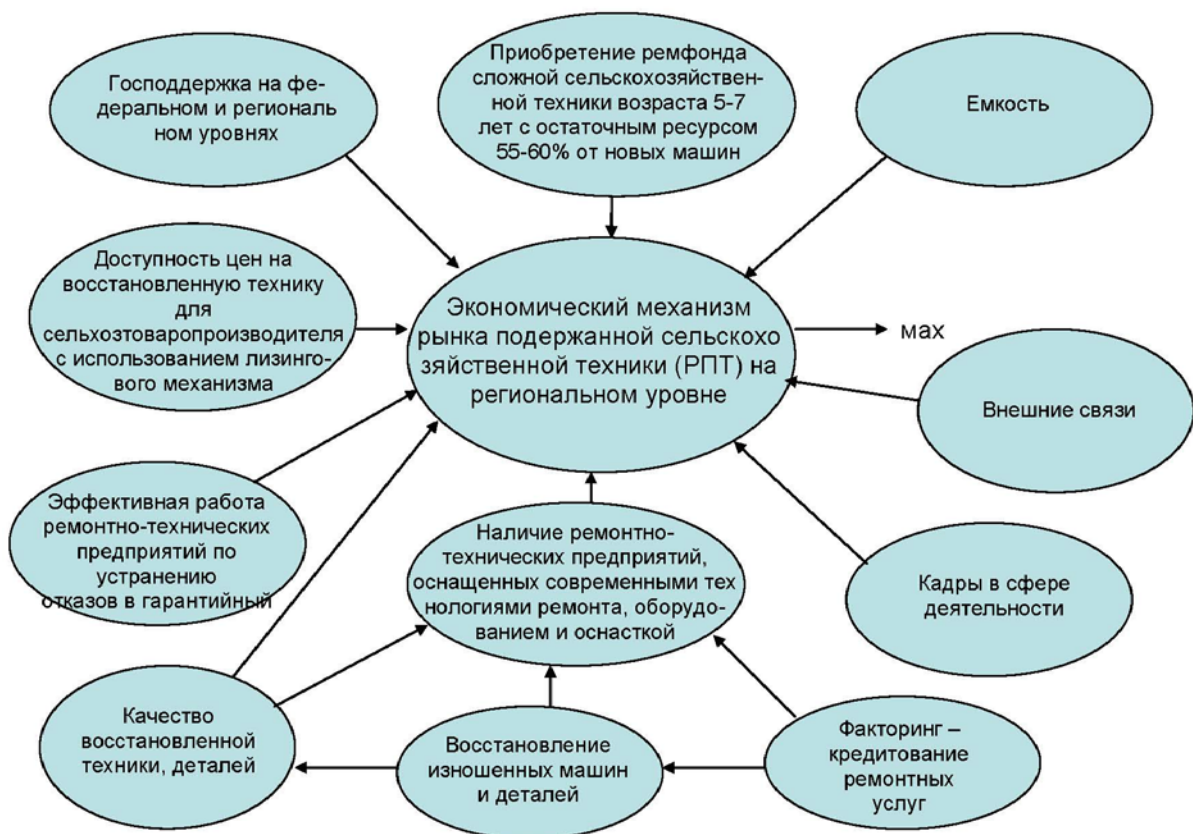 Господдержка на фе-
деральном и региональ
ном уровнях
Приобретение ремфонда
сложной сельскохозяйствен-
ной техники возраста 5-7
лет с остаточным ресурсом
55-60% от новых машин
Емкость
Доступность цен на
восстановленную технику
для
сельхозтоваропроизводителя
с использованием лизинго-
вого механизма
Экономический механизм
рынка подержанной сельскохо
зяйственной техники (РПТ) на
региональном уровне
мах
Внешние связи
Эффективная работа
ремонтно-технических
предприятий по
устранению
отказов в гарантийный
Наличие ремонтно-
технических предприятий,
оснащенных современными тех
нологиями ремонта, оборудо-
ванием и оснасткой
Кадры в сфере
деятельности
Качество
восстановленной
техники, деталей
Восстановление
изношенных машин
и деталей
Факторинг –
кредитование
ремонтных
услуг